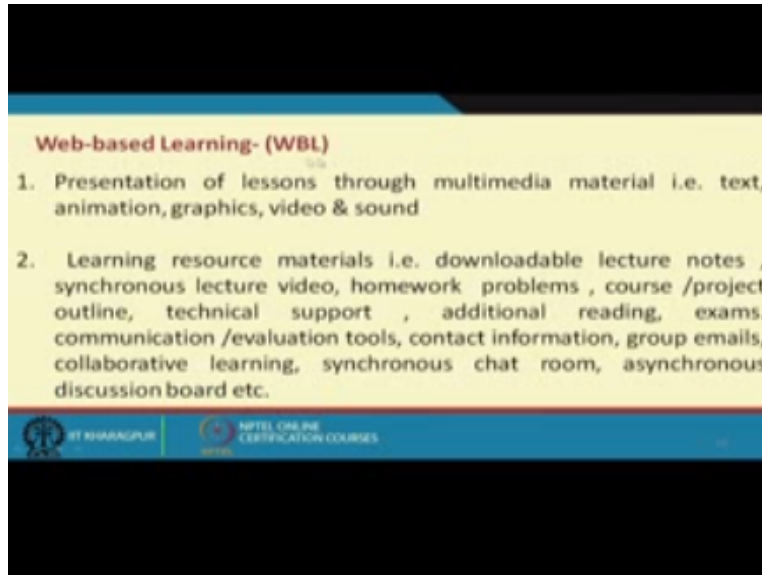 Web-based Learning- (WBL)
1. Presentation of lessons through multimedia material i.e. text,
animation, graphics, video & sound
2. Learning resource materials i.e. downloadable lecture notes ,
synchronous lecture video, homework problems , course /project
outline, technical support , additional reading, exams,
communication /evaluation tools, contact information, group emails,
collaborative learning, synchronous chat room, asynchronous
discussion board etc.
IIT KHARAGPUR
NPTEL ONLINE
CERTIFICATION COURSES
NPTEL